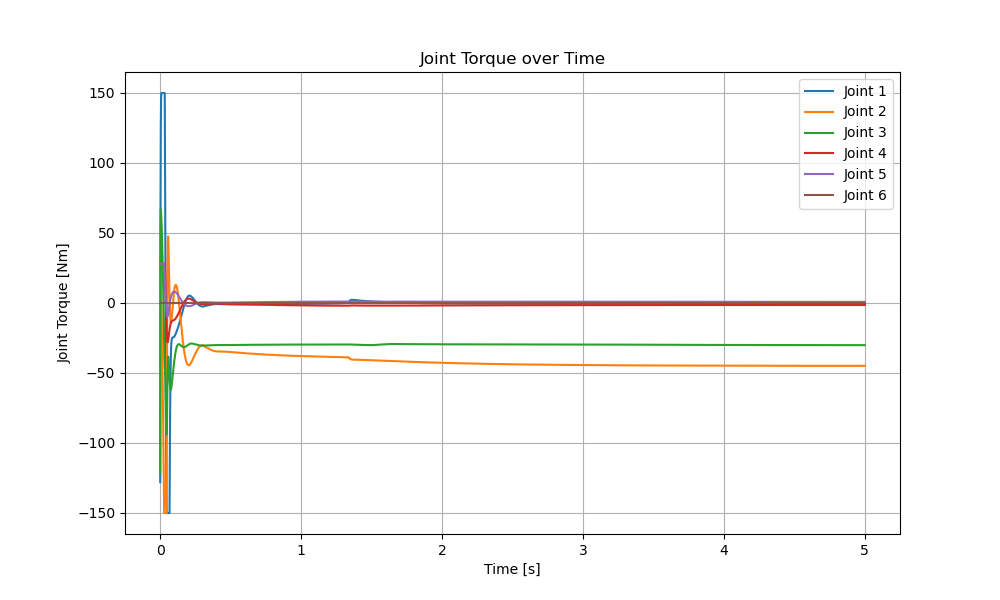 Joint Torque over Time
Joint Torque [Nm]
150
100
50
0
−50
−100
−150
Joint 1
Joint 2
Joint 3
Joint 4
Joint 5
Joint 6
0 1 2 3 4 5
Time [s]